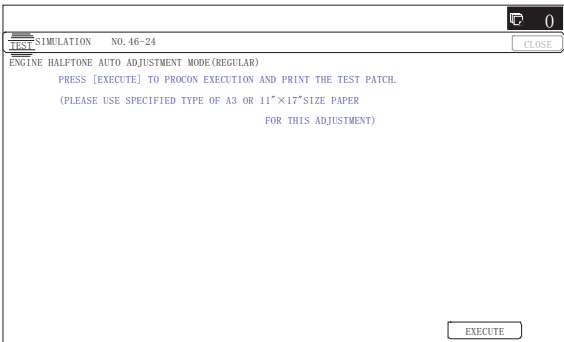 0
TEST SIMULATION NO.46-24 CLOSE
ENGINE HALFTONE AUTO ADJUSTMENT MODE(REGULAR)
PRESS [EXECUTE] TO PROCON EXECUTION AND PRINT THE TEST PATCH.
(PLEASE USE SPECIFIED TYPE OF A3 OR 11"×17"SIZE PAPER
FOR THIS ADJUSTMENT)
EXECUTE